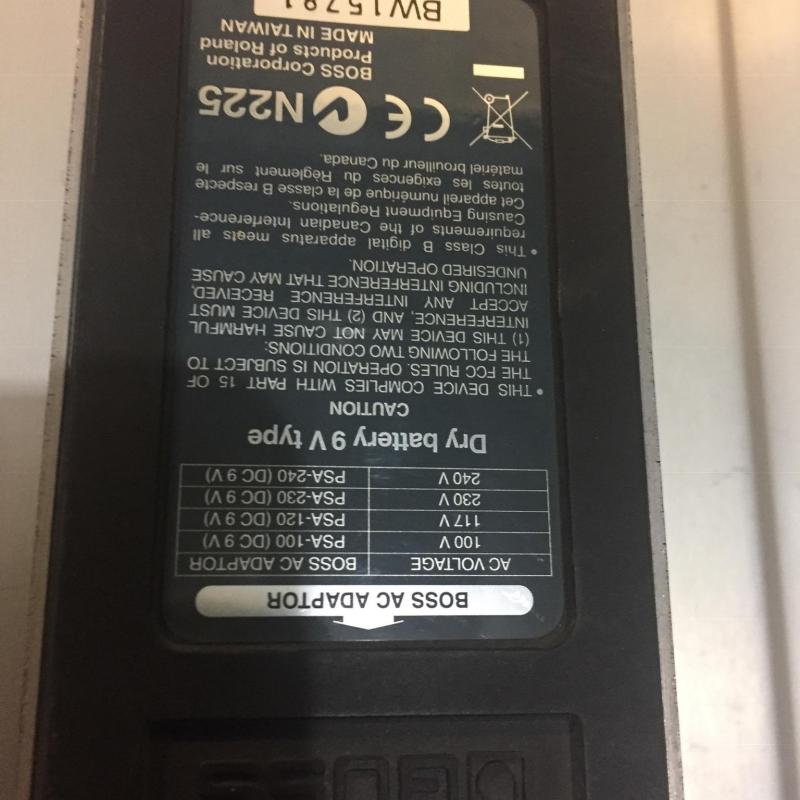 BOSS AC ADAPTOR
AC VOLTAGE BOSS AC ADAPTOR
100 V PSA-100 (DC 9 V)
117 V PSA-120 (DC 9 V)
230 V PSA-230 (DC 9 V)
240 V PSA-240 (DC 9 V)
Dry battery 9 V type
CAUTION
• THIS DEVICE COMPLIES WITH PART 15 OF
THE FCC RULES. OPERATION IS SUBJECT TO
THE FOLLOWING TWO CONDITIONS:
(1) THIS DEVICE MAY NOT CAUSE HARMFUL
INTERFERENCE, AND (2) THIS DEVICE MUST
ACCEPT ANY INTERFERENCE RECEIVED,
INCLUDING INTERFERENCE THAT MAY CAUSE
UNDESIRED OPERATION.
• This Class B digital apparatus meets all
requirements of the Canadian Interference-
Causing Equipment Regulations.
Cet appareil numérique de la classe B respecte
toutes les exigences du Règlement sur le
matériel brouilleur du Canada.
CE N225
BOSS Corporation
Products of Roland
MADE IN TAIWAN
BW15781